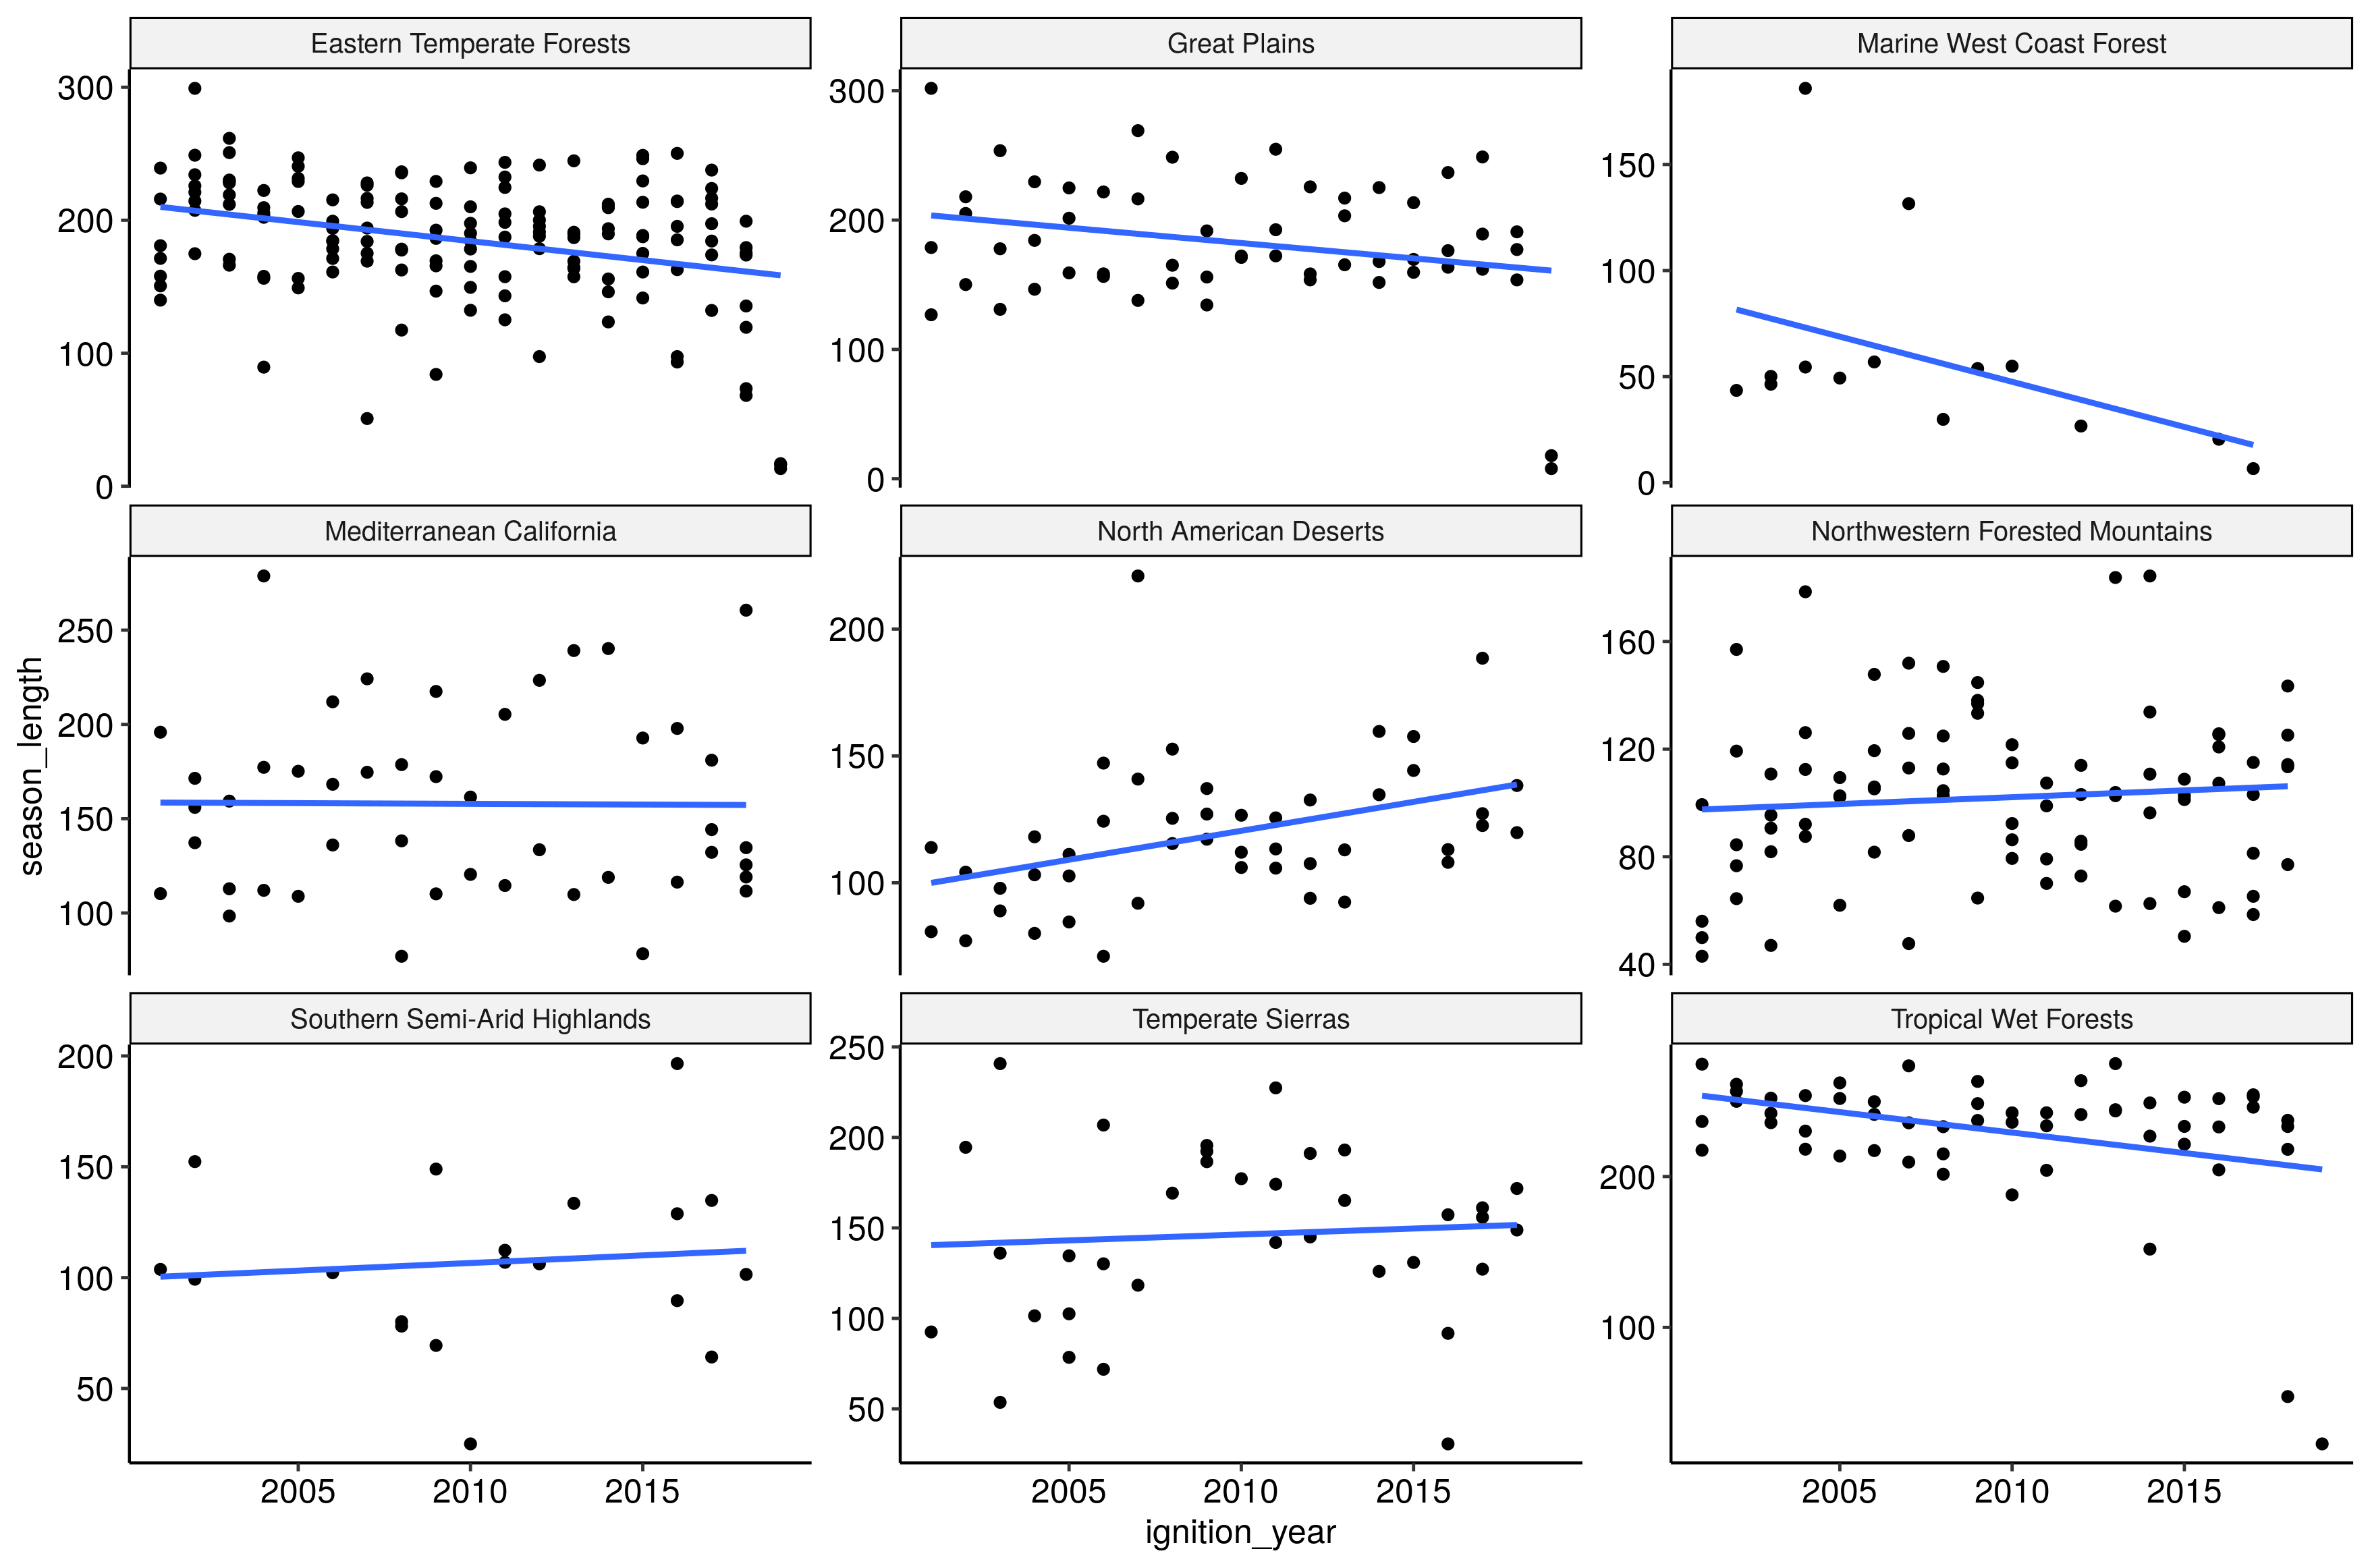 Eastern Temperate Forests
Great Plains
Marine West Coast Forest
300
200
100
0
300
200
100
0
150
100
50
0
Mediterranean California
North American Deserts
Northwestern Forested Mountains
250
200
150
100
200
150
100
160
120
80
40
season_length
Southern Semi-Arid Highlands
Temperate Sierras
Tropical Wet Forests
200
150
100
50
250
200
150
100
50
200
100
2005 2010 2015
2005 2010 2015
2005 2010 2015
ignition_year